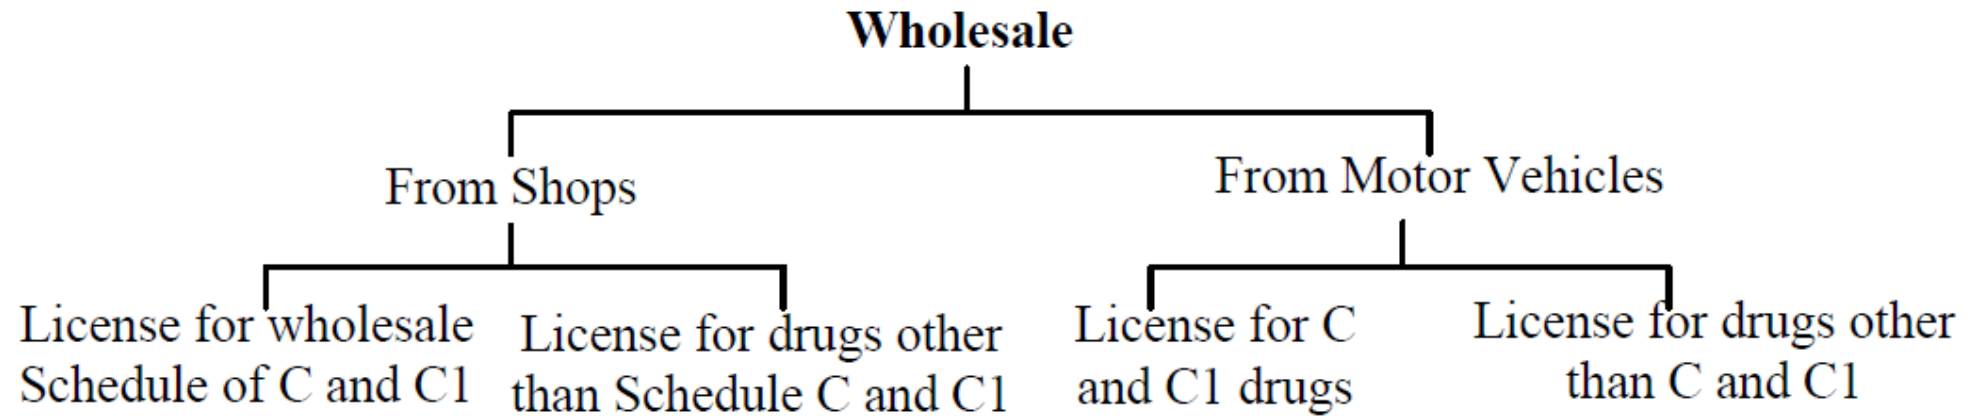 Wholesale
From Shops
From Motor Vehicles
License for wholesale
Schedule of C and C1
License for drugs other
than Schedule C and C1
License for C
and C1 drugs
License for drugs other
than C and C1